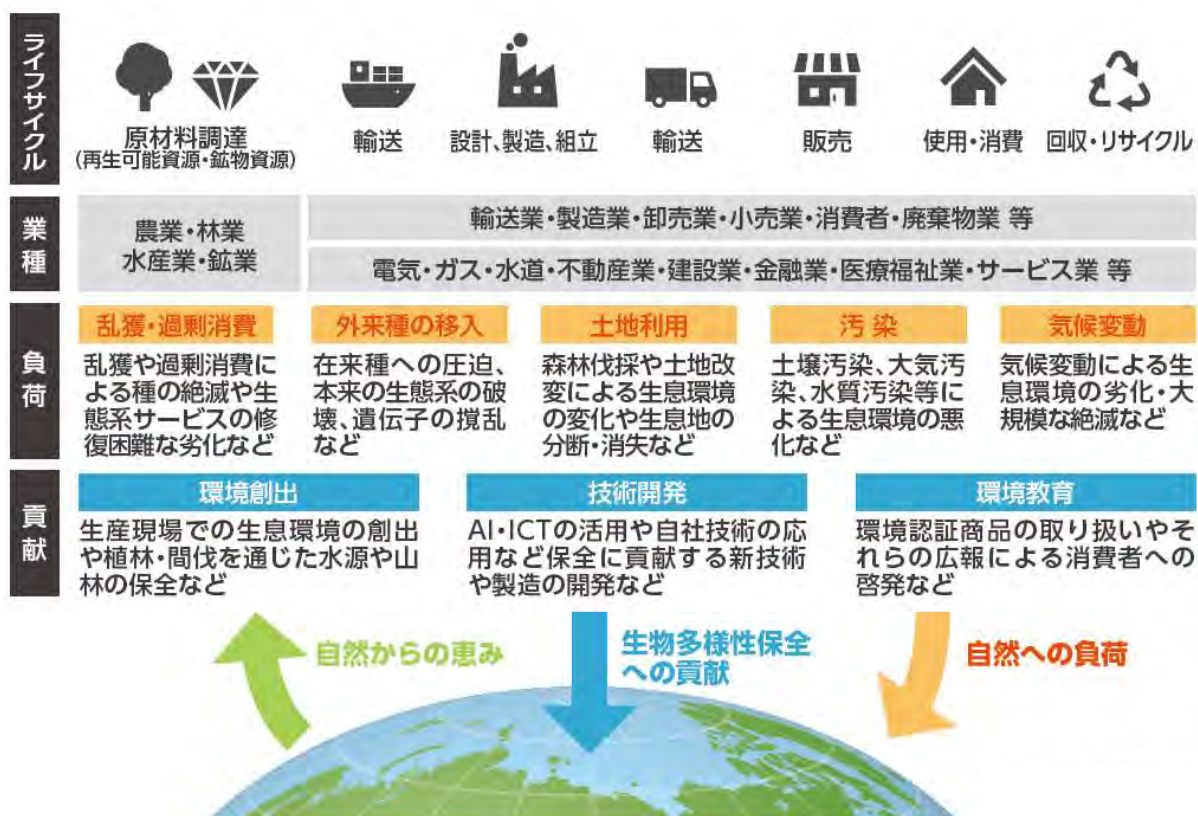 ライフサイクル
原材料調達
(再生可能資源・鉱物資源)
輸送
設計、製造、組立
輸送
販売
使用・消費
回収・リサイクル
業種
農業・林業
水産業・鉱業
輸送業・製造業・卸売業・小売業・消費者・廃棄物業 等
電気・ガス・水道・不動産業・建設業・金融業・医療福祉業・サービス業 等
負荷
乱獲・過剰消費
乱獲や過剰消費に
よる種の絶滅や生
態系サービスの修
復困難な劣化など
外来種の移入
在来種への圧迫、
本来の生態系の破
壊、遺伝子の撹乱
など
土地利用
森林伐採や土地改
変による生息環境
の変化や生息地の
分断・消失など
汚 染
土壌汚染、大気汚
染、水質汚染等に
よる生息環境の悪
化など
気候変動
気候変動による生
息環境の劣化・大
規模な絶滅など
貢献
環境創出
生産現場での生息環境の創出
や植林・間伐を通じた水源や山
林の保全など
技術開発
AI・ICTの活用や自社技術の応
用など保全に貢献する新技術
や製造の開発など
環境教育
環境認証商品の取り扱いやそ
れらの広報による消費者への
啓発など
自然からの恵み
生物多様性保全
への貢献
自然への負荷